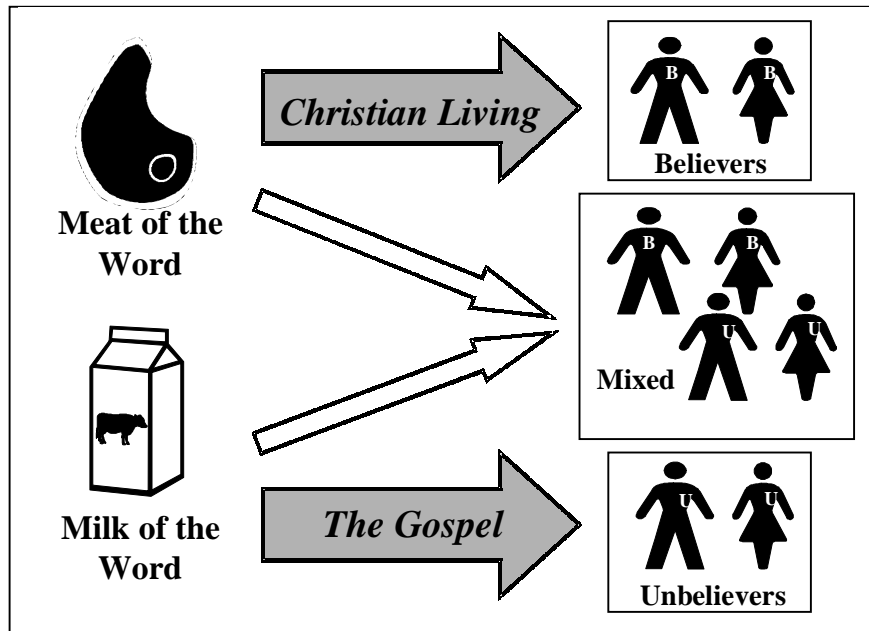 Meat of the
Word
Christian Living
B B
Believers
B B
U U
Mixed
Milk of the
Word
The Gospel
U U
Unbelievers